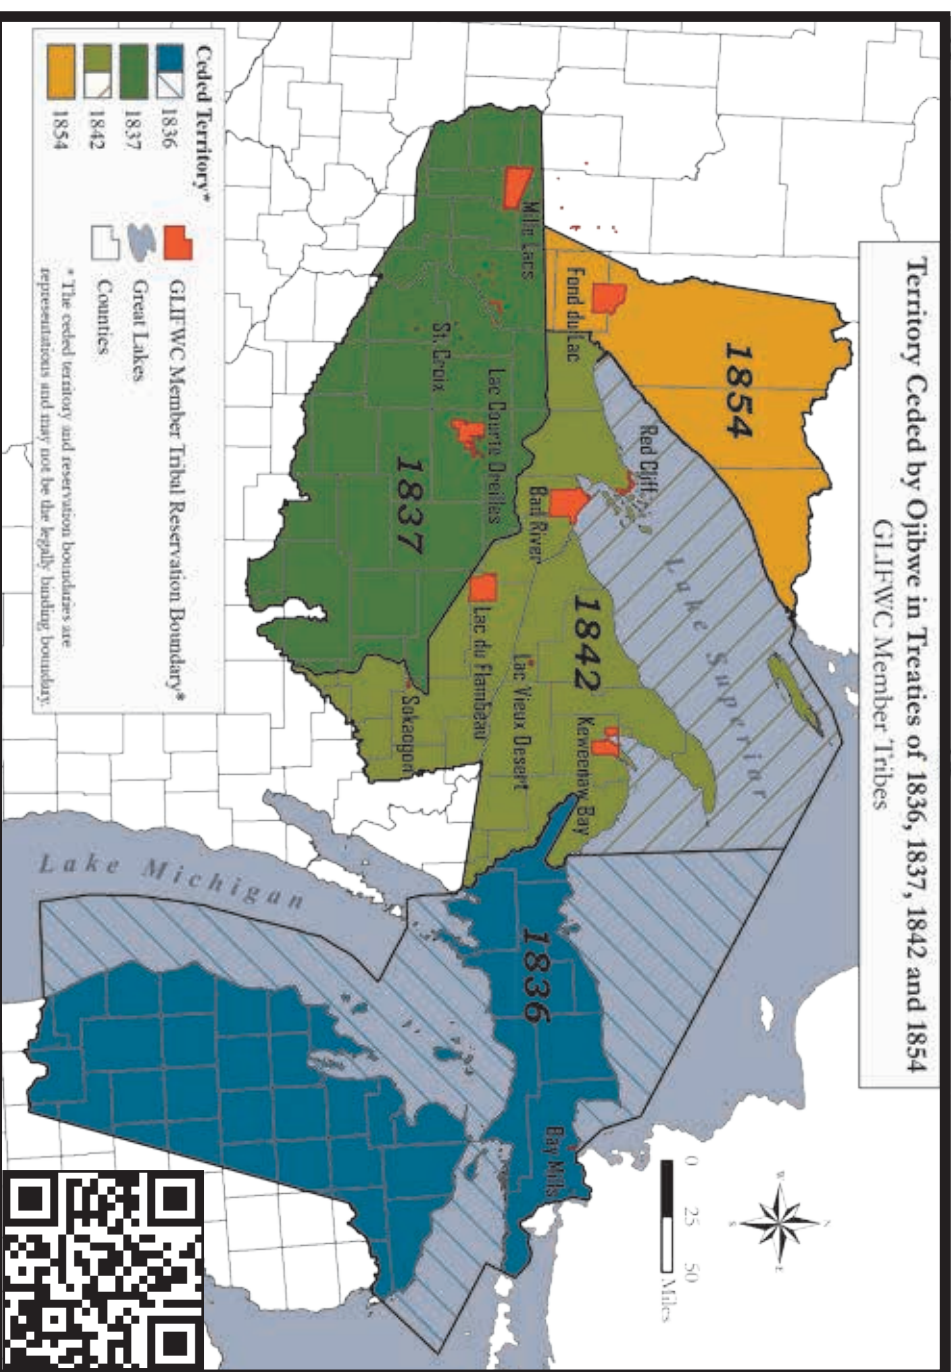 Territory Ceded by Ojibwe in Treaties of 1836, 1837, 1842 and 1854
GLIFWC Member Tribes
W
N
S
E
0 25 50
Miles
1854
Lake Superior
Fond du Lac
Red Cliff
Mille Lacs
Bad River
1842
Keweenaw Bay
St. Croix
Lac Courte Oreilles
Lac Vieux Desert
1836
Bay Mills
1837
Lac du Flambeau
Sokaogon
Lake Michigan
Ceded Territory*
1836
1837
1842
1854
GLIFWC Member Tribal Reservation Boundary*
Great Lakes
Counties
* The ceded territory and reservation boundaries are
representations and may not be the legally binding boundary.